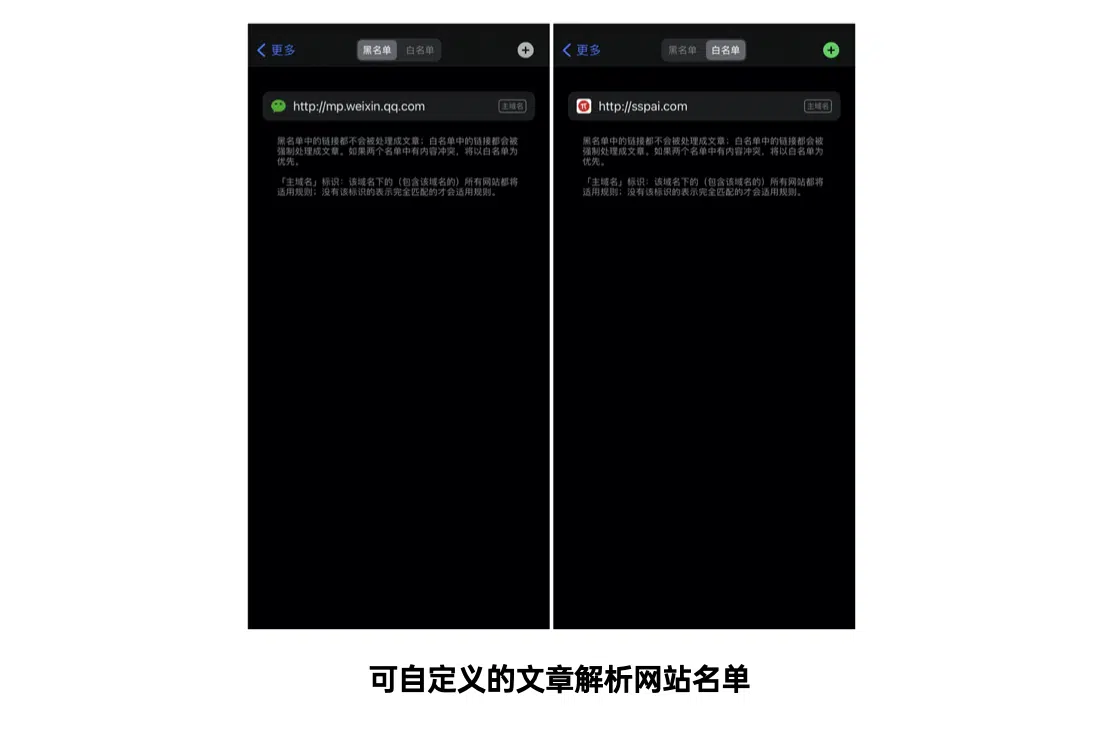 更多
黑名单 白名单
http://mp.weixin.qq.com 主域名
黑名单中的链接都不会被处理成文章；白名单中的链接都会被
强制处理成文章。如果两个名单中有内容冲突，将以白名单为
优先。
「主域名」标识：该域名下的（包含该域名的）所有网站都将
适用规则；没有该标识的表示完全匹配的才会适用规则。
更多
黑名单 白名单
http://sspai.com 主域名
黑名单中的链接都不会被处理成文章；白名单中的链接都会被
强制处理成文章。如果两个名单中有内容冲突，将以白名单为
优先。
「主域名」标识：该域名下的（包含该域名的）所有网站都将
适用规则；没有该标识的表示完全匹配的才会适用规则。
可自定义的文章解析网站名单